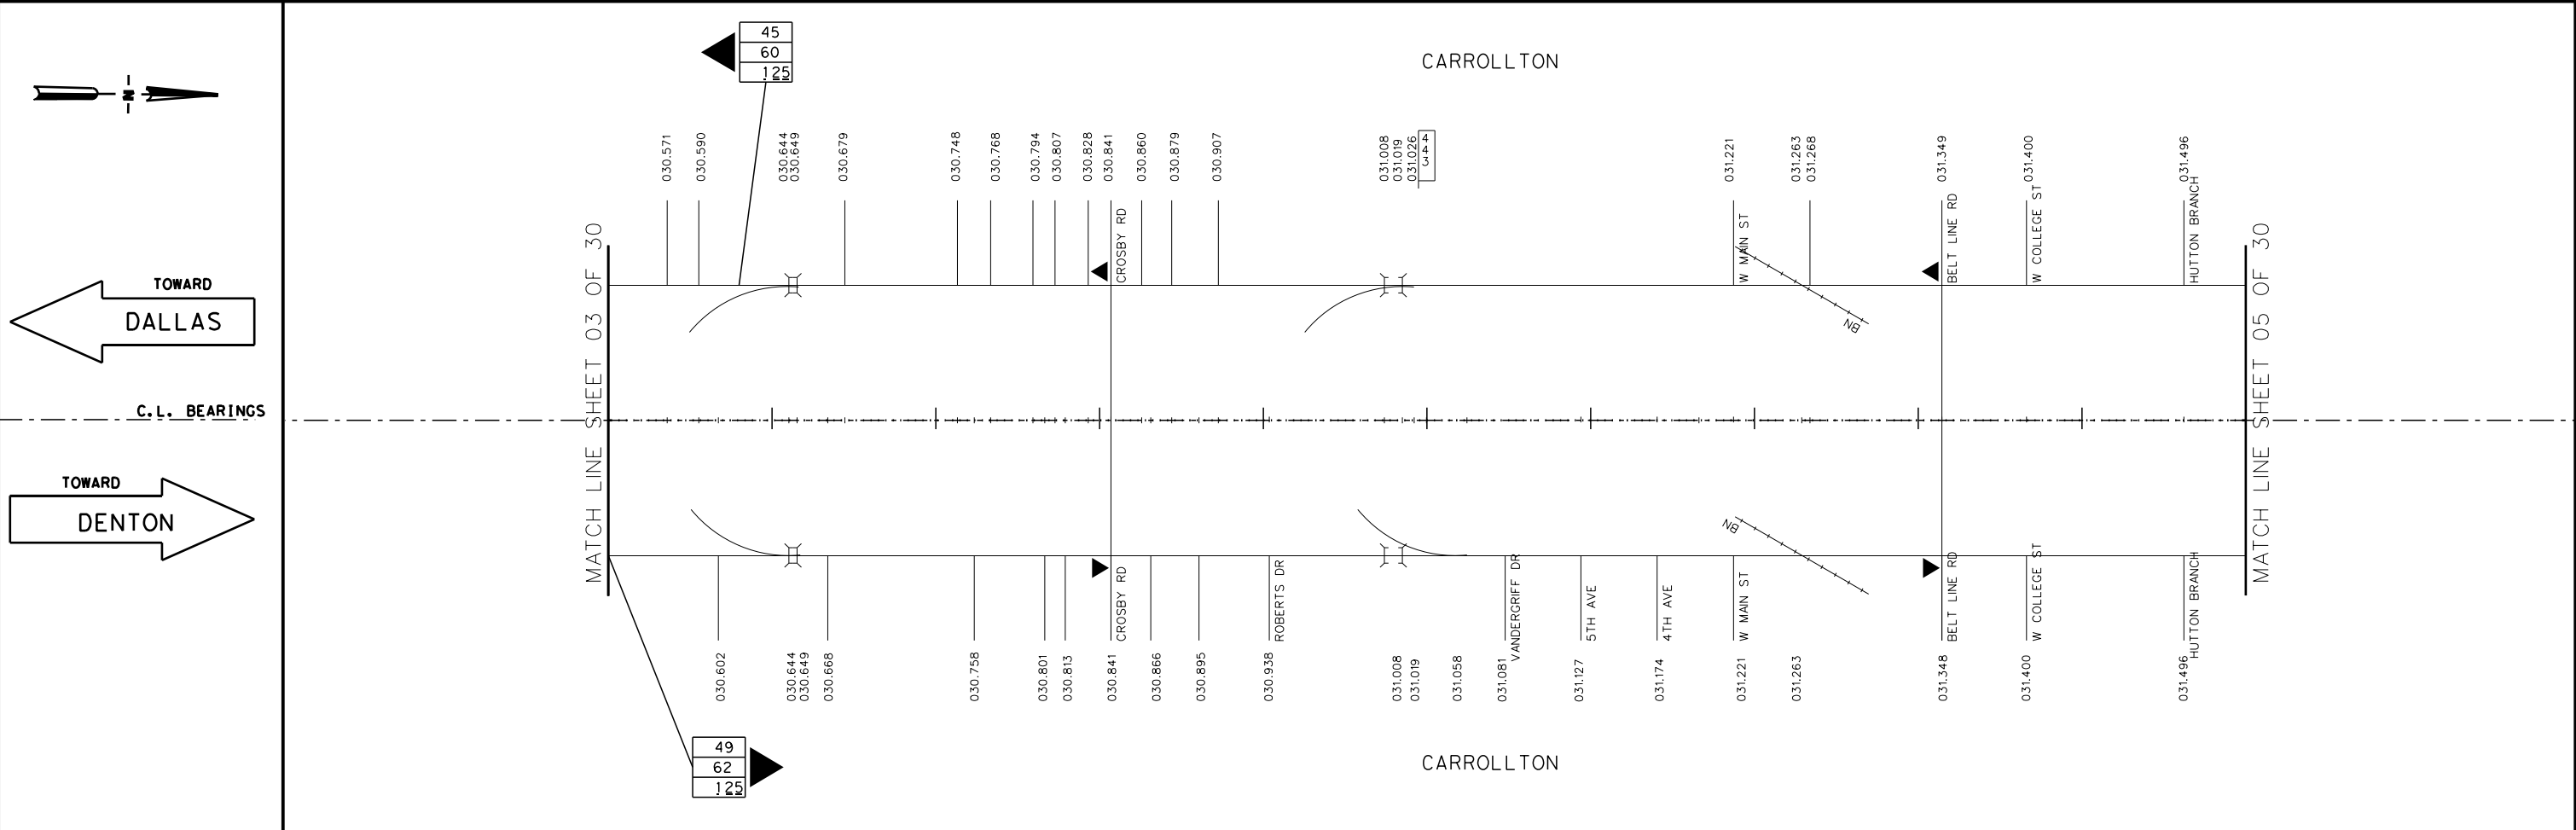 45
60
125
CARROLLTON
N
030.571
030.590
030.644
030.649
030.679
030.748
030.768
030.794
030.807
030.828
030.841
030.860
030.879
030.907
031.008
031.019
031.026
443
031.221
031.263
031.268
031.349
031.400
031.496
CROSBY RD
W MAIN ST
BELT LINE RD
W COLLEGE ST
HUTTON BRANCH
MATCH LINE SHEET 03 OF 30
MATCH LINE SHEET 05 OF 30
TOWARD
DALLAS
BN
C.L. BEARINGS
TOWARD
DENTON
BN
CROSBY RD
ROBERTS DR
VANDERGRIFF DR
5TH AVE
4TH AVE
W MAIN ST
BELT LINE RD
W COLLEGE ST
HUTTON BRANCH
030.602
030.644
030.649
030.668
030.758
030.801
030.813
030.841
030.866
030.895
030.938
031.008
031.019
031.058
031.081
031.127
031.174
031.221
031.263
031.348
031.400
031.496
49
62
125
CARROLLTON